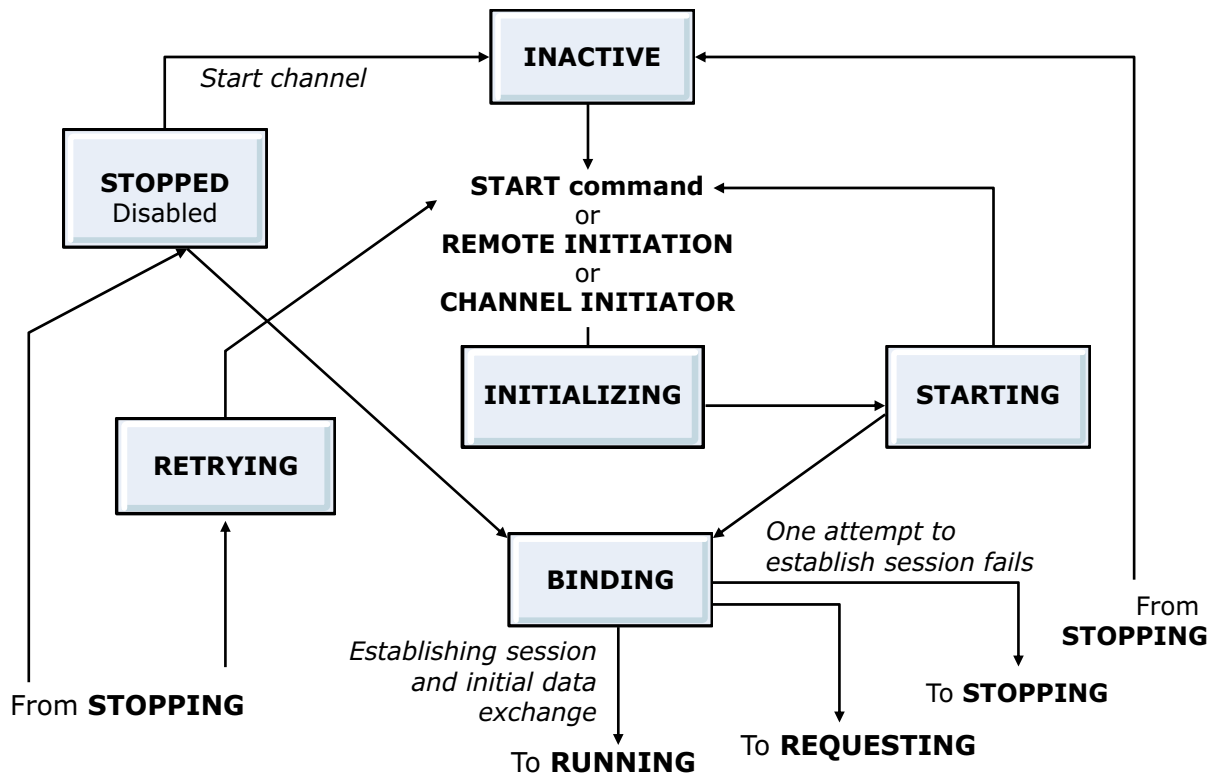 INACTIVE
Start channel
STOPPED
Disabled
START command
or
REMOTE INITIATION
or
CHANNEL INITIATOR
INITIALIZING
STARTING
RETRYING
One attempt to
establish session fails
BINDING
From
STOPPING
Establishing session
and initial data
exchange
From STOPPING
To STOPPING
To REQUESTING
To RUNNING